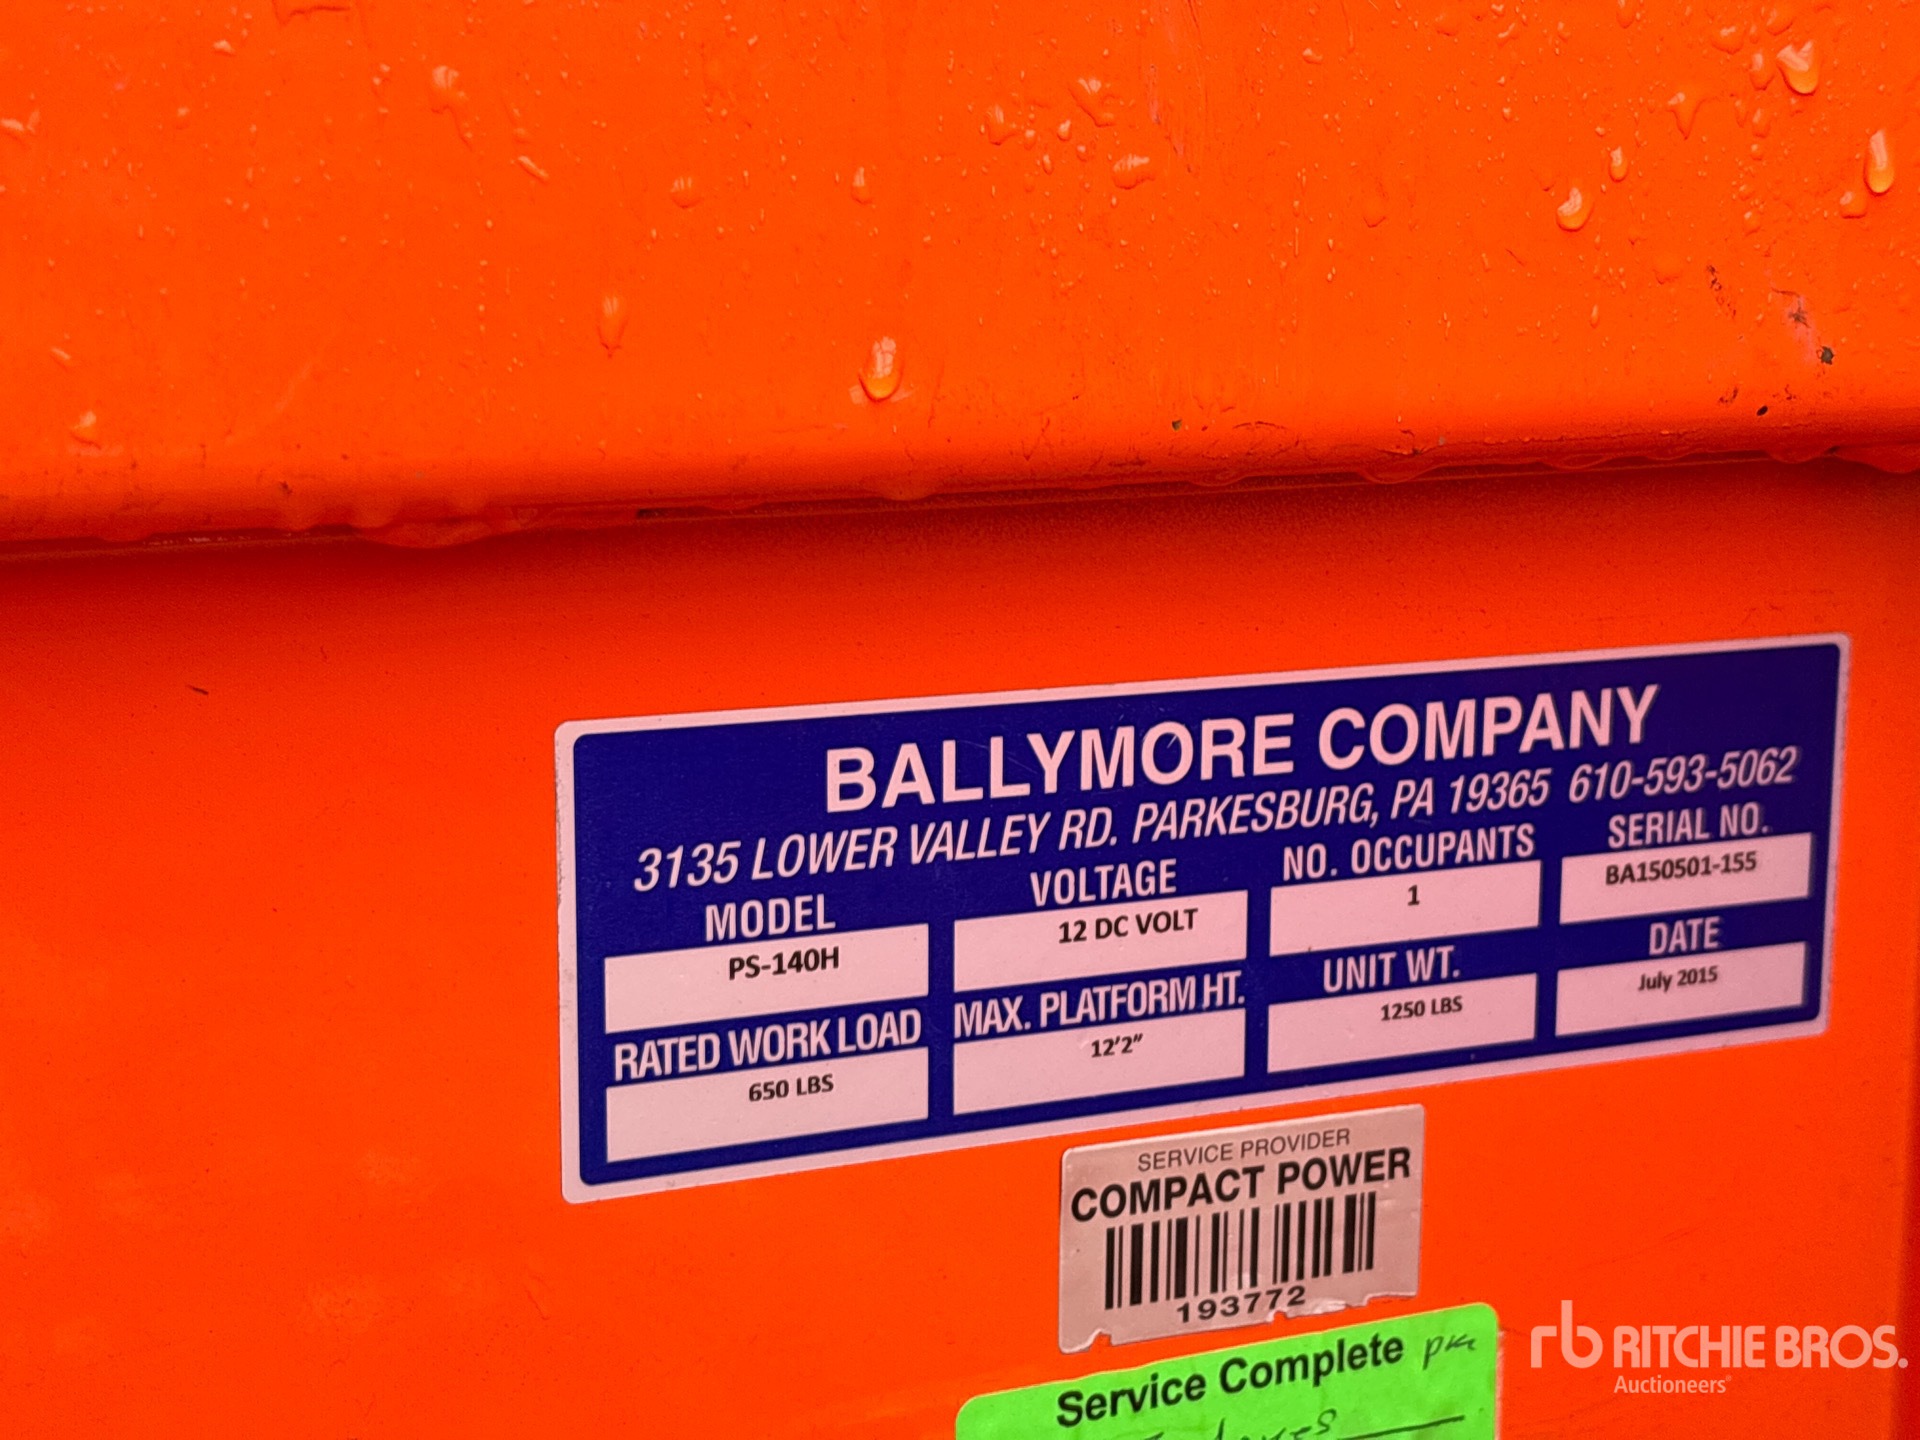 BALLYMORE COMPANY
3135 LOWER VALLEY RD. PARKESBURG, PA 19365 610-593-5062
MODEL VOLTAGE NO. OCCUPANTS SERIAL NO.
PS-140H 12 DC VOLT 1 BA150501-155
RATED WORK LOAD MAX. PLATFORM HT. UNIT WT. DATE
650 LBS 12'2" 1250 LBS July 2015
SERVICE PROVIDER
COMPACT POWER
193772
Service Complete
rb RITCHIE BROS.
Auctioneers